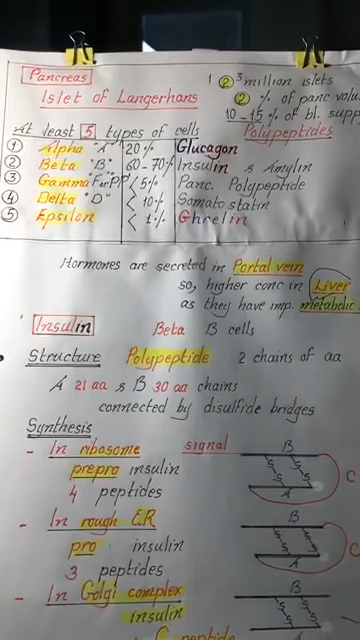 Pancreas
1 ② 3 million islets
Islet of Langerhans
② % of panc volu
10 - 15 % of bl. supp
At least 5 types of cells
Polypeptides
① Alpha "A" 20% Glucagon
② Beta "B" 60-70% Insulin & Amylin
③ Gamma "F or PP" < 5% Panc. Polypeptide
④ Delta "D" < 10% Somatostatin
⑤ Epsilon < 1% Ghrelin
Hormones are secreted in Portal vein
so, higher conc in Liver
as they have imp. metabolic
Insulin Beta B cells
Structure Polypeptide 2 chains of aa
A 21 aa & B 30 aa chains
connected by disulfide bridges
Synthesis
- In ribosome signal B
prepro insulin C
4 peptides A
- In rough ER B
pro insulin C
3 peptides A
- In Golgi complex B
insulin
C peptide A